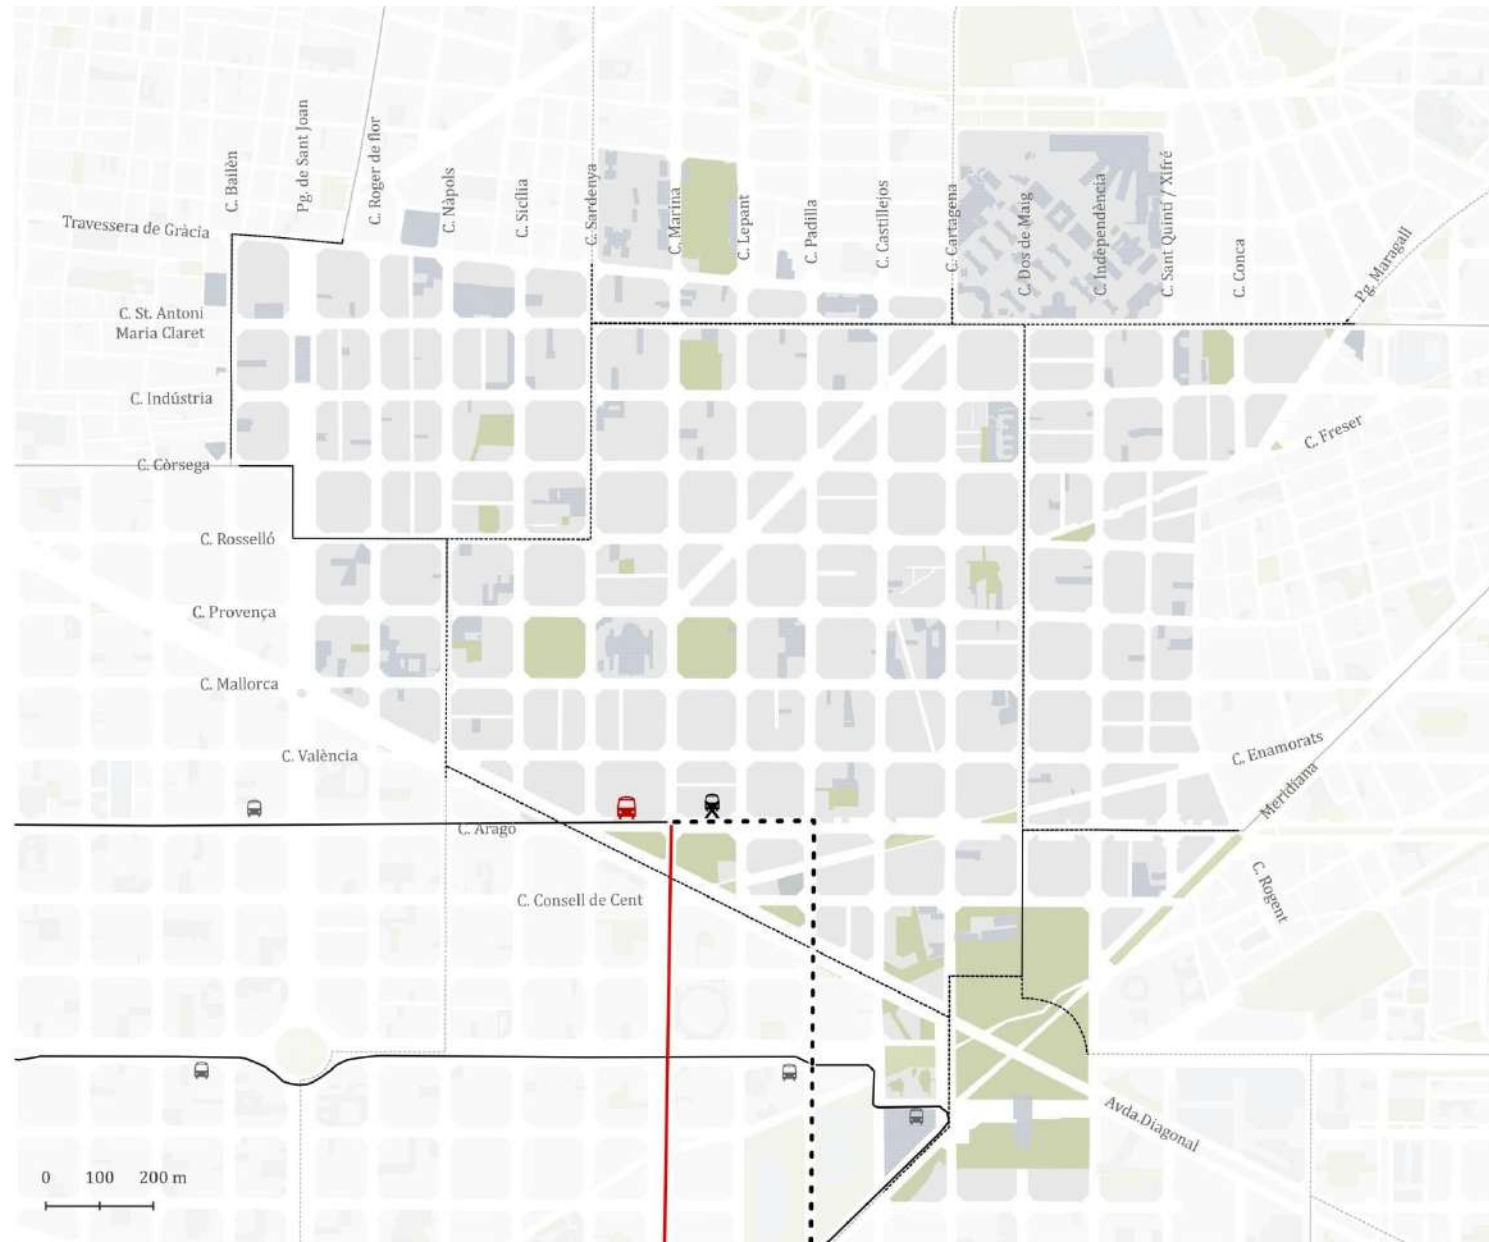 C. Bailèn
Pg. de Sant Joan
C. Roger de flor
C. Nàpols
C. Sicília
C. Sardenya
C. Marina
C. Lepant
C. Padilla
C. Castillejos
C. Cartagena
C. Dos de Maig
C. Independència
C. Sant Quintí / Xifré
C. Conca
Pg. Maragall
Travessera de Gràcia
C. St. Antoni
Maria Claret
C. Indústria
C. Freser
C. Còrsega
C. Rosselló
C. Provença
C. Mallorca
C. València
C. Enamorats
Meridiana
C. Aragó
C. Rogent
C. Consell de Cent
Avda.Diagonal
0 100 200 m